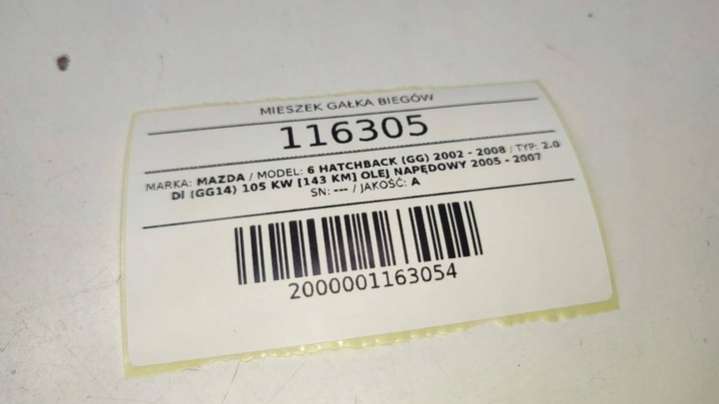 MIESZEK GAŁKA BIEGÓW
116305
MARKA: MAZDA / MODEL: 6 HATCHBACK (GG) 2002 - 2008 / TYP: 2.0
DI (GG14) 105 KW [143 KM] OLEJ NAPĘDOWY 2005 - 2007
SN: --- / JAKOŚĆ: A
2000001163054